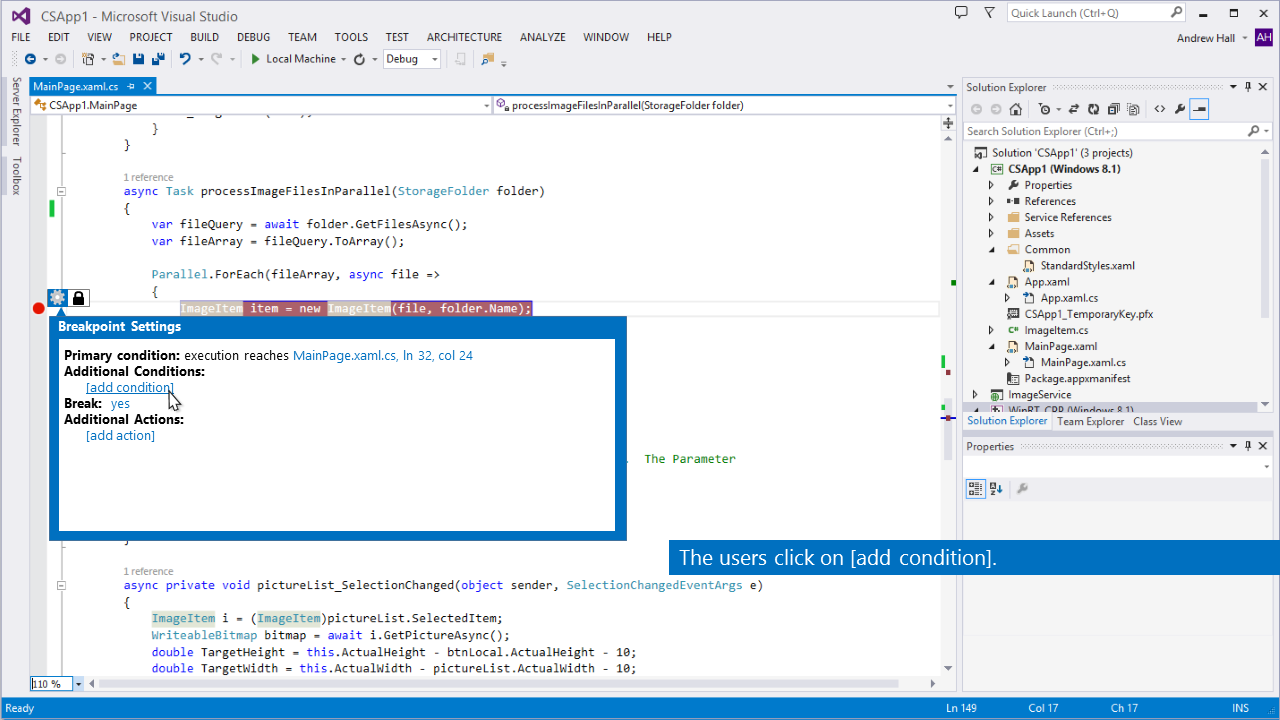 CSApp1 - Microsoft Visual Studio
Quick Launch (Ctrl+Q)
FILE EDIT VIEW PROJECT BUILD DEBUG TEAM TOOLS TEST ARCHITECTURE ANALYZE WINDOW HELP
Andrew Hall AH
Local Machine Debug
Server Explorer
Toolbox
MainPage.xaml.cs
CSApp1.MainPage
processImageFilesInParallel(StorageFolder folder)
}
}
1 reference
async Task processImageFilesInParallel(StorageFolder folder)
{
var fileQuery = await folder.GetFilesAsync();
var fileArray = fileQuery.ToArray();
Parallel.ForEach(fileArray, async file =>
{
ImageItem item = new ImageItem(file, folder.Name);
Breakpoint Settings
Primary condition: execution reaches MainPage.xaml.cs, ln 32, col 24
Additional Conditions:
[add condition]
Break: yes
Additional Actions:
[add action]
The Parameter
1 reference
async private void pictureList_SelectionChanged(object sender, SelectionChangedEventArgs e)
{
ImageItem i = (ImageItem)pictureList.SelectedItem;
WriteableBitmap bitmap = await i.GetPictureAsync();
double TargetHeight = this.ActualHeight - btnLocal.ActualHeight - 10;
double TargetWidth = this.ActualWidth - pictureList.ActualWidth - 10;
110 %
Solution Explorer
Search Solution Explorer (Ctrl+;)
Solution 'CSApp1' (3 projects)
CSApp1 (Windows 8.1)
Properties
References
Service References
Assets
Common
StandardStyles.xaml
App.xaml
App.xaml.cs
CSApp1_TemporaryKey.pfx
ImageItem.cs
MainPage.xaml
MainPage.xaml.cs
Package.appxmanifest
ImageService
WinRT_CPP (Windows 8.1)
Solution Explorer Team Explorer Class View
Properties
The users click on [add condition].
Ready Ln 149 Col 17 Ch 17 INS